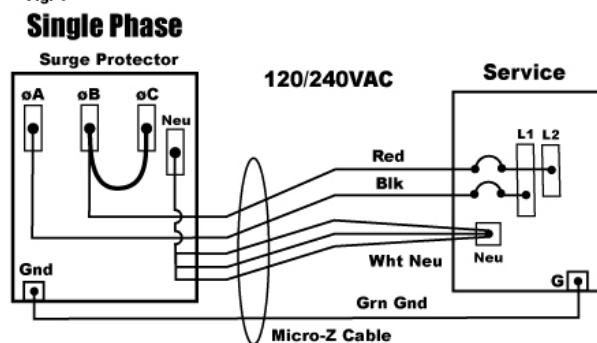 Single Phase
Surge Protector
øA øB øC
Neu
Gnd
120/240VAC
Service
L1 L2
Red
Blk
Wht Neu
Neu
G
Grn Gnd
Micro-Z Cable